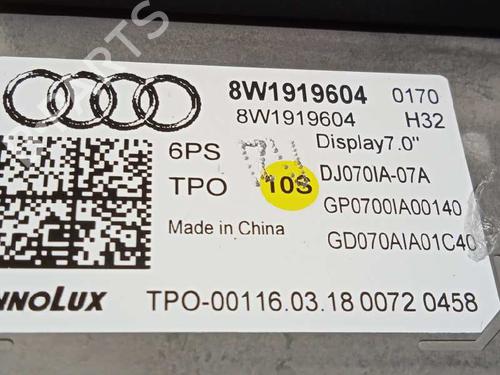 8W1919604 0170
8W1919604 H32
Display7.0"
6PS
DJ070IA-07A
TPO 10S
GP0700IA00140
Made in China
GD070AIA01C40
TPO-00116.03.18 0072 0458